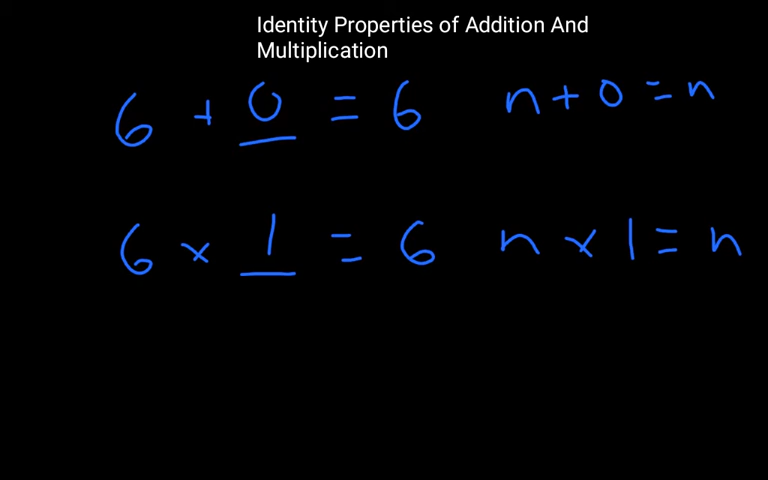 Identity Properties of Addition And
Multiplication
6 + 0 = 6 n + 0 = n
6 × 1 = 6 n × 1 = n